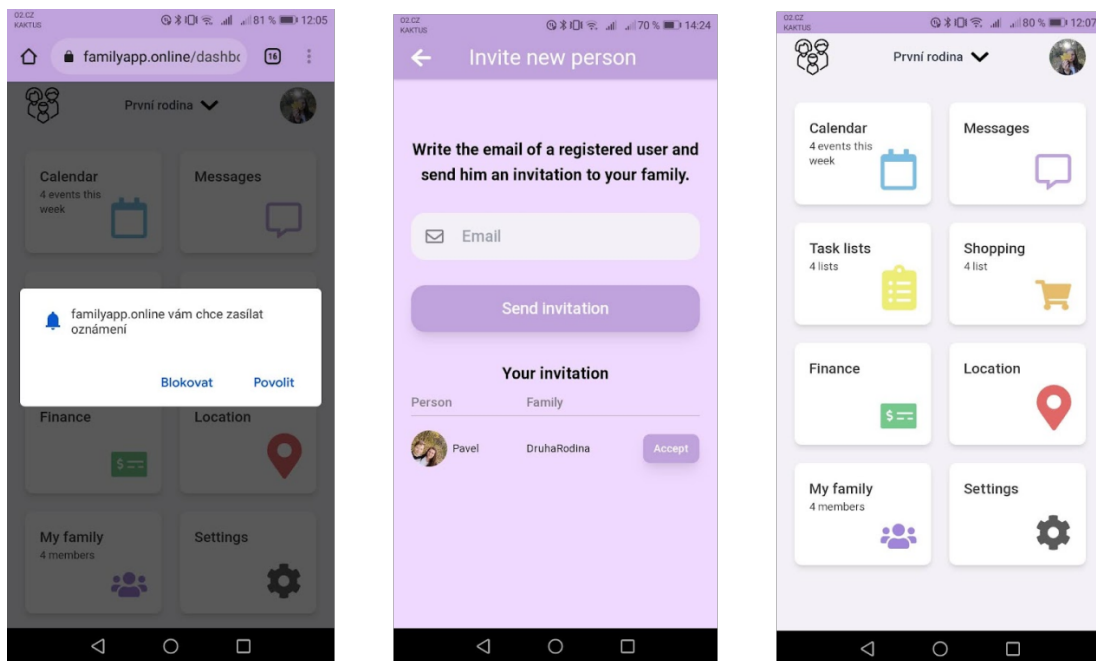 O2.CZ
KAKTUS
81 % 12:05
familyapp.online/dashbc
16
První rodina
Calendar
4 events this
week
Messages
familyapp.online vám chce zasílat
oznámení
Blokovat
Povolit
Finance
Location
My family
4 members
Settings
O2.CZ
KAKTUS
70 % 14:24
Invite new person
Write the email of a registered user and
send him an invitation to your family.
Email
Send invitation
Your invitation
Person
Family
Pavel
DruhaRodina
Accept
O2.CZ
KAKTUS
80 % 12:07
První rodina
Calendar
4 events this
week
Messages
Task lists
4 lists
Shopping
4 list
Finance
Location
My family
4 members
Settings